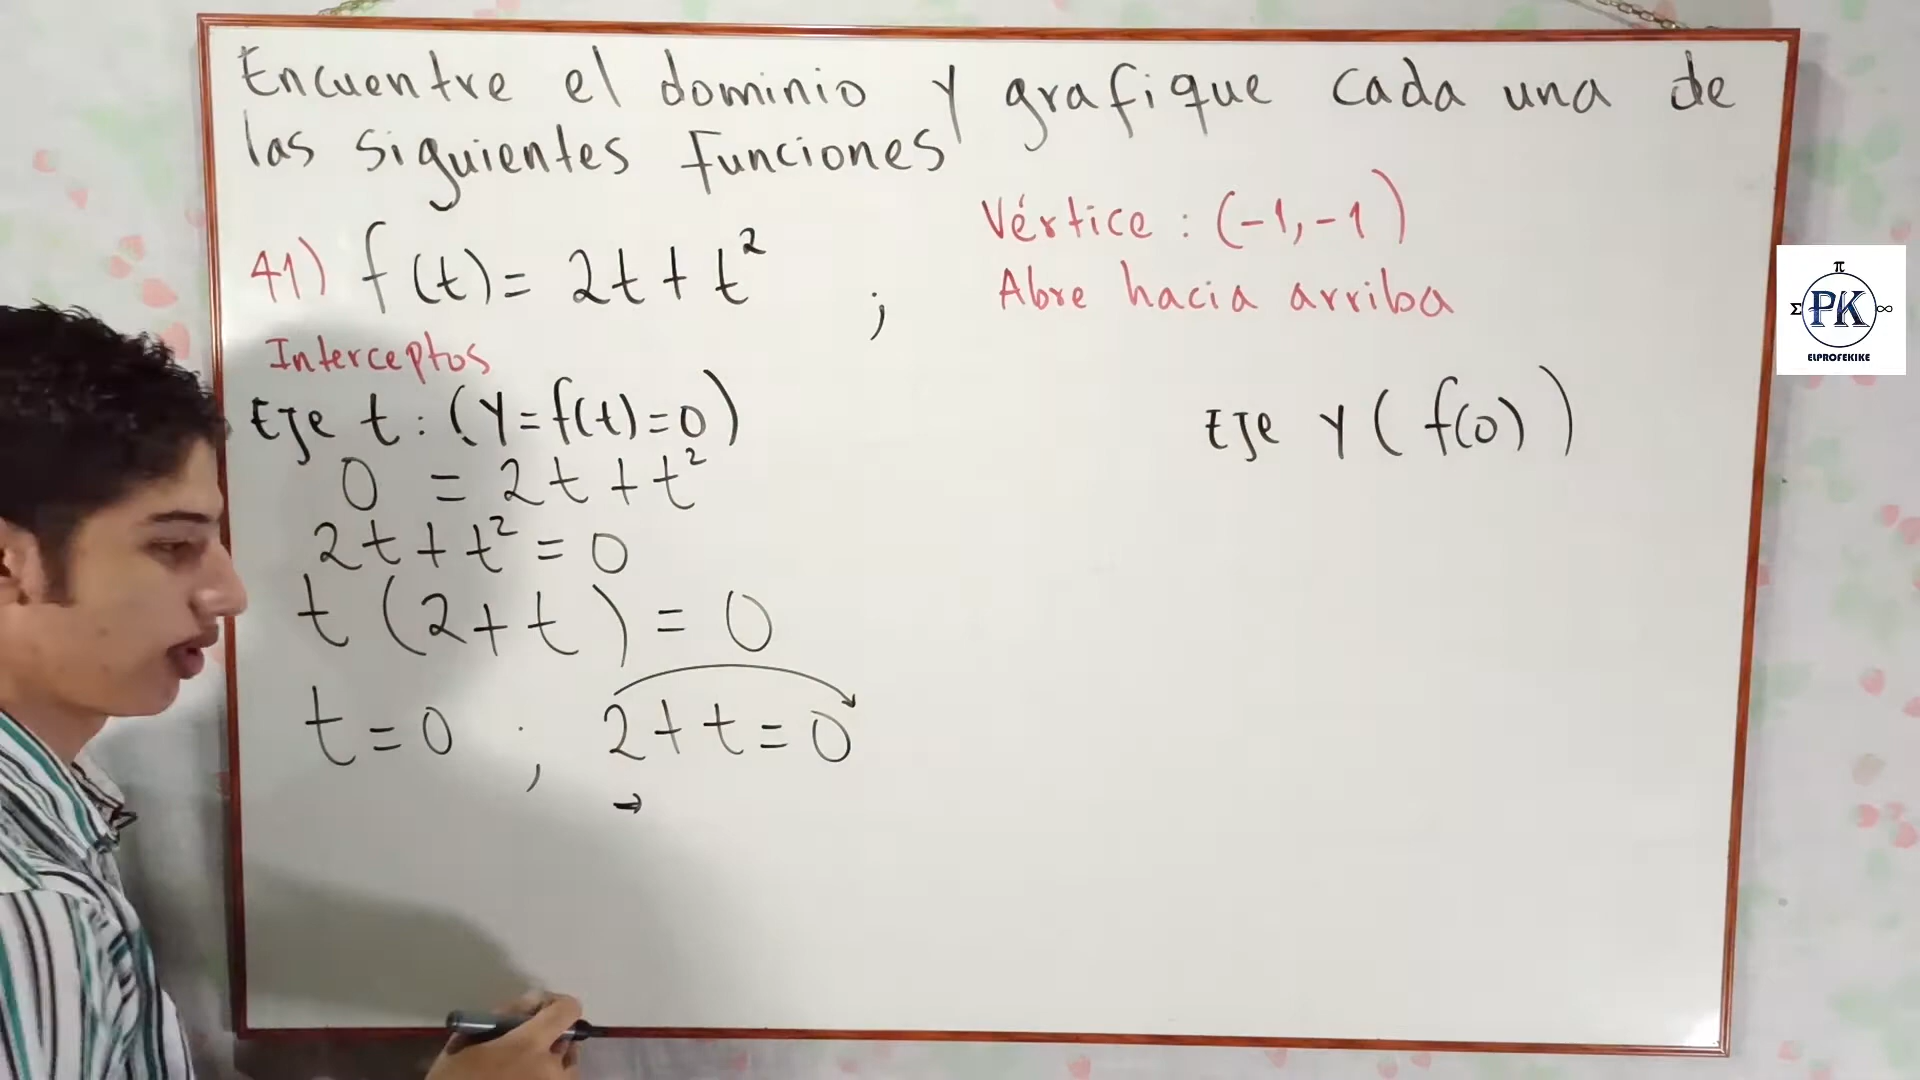 Encuentre el dominio y grafique cada una de
las siguientes funciones
Vértice : (-1,-1)
41) f(t)= 2t + t² ;
Abre hacia arriba
Interceptos
Eje t : (y=f(t)=0)
Eje y ( f(0) )
0 = 2t + t²
2t + t² = 0
t (2+t) = 0
t=0 ; 2+t=0
→
π
Σ PK ∞
ELPROFEKIKE